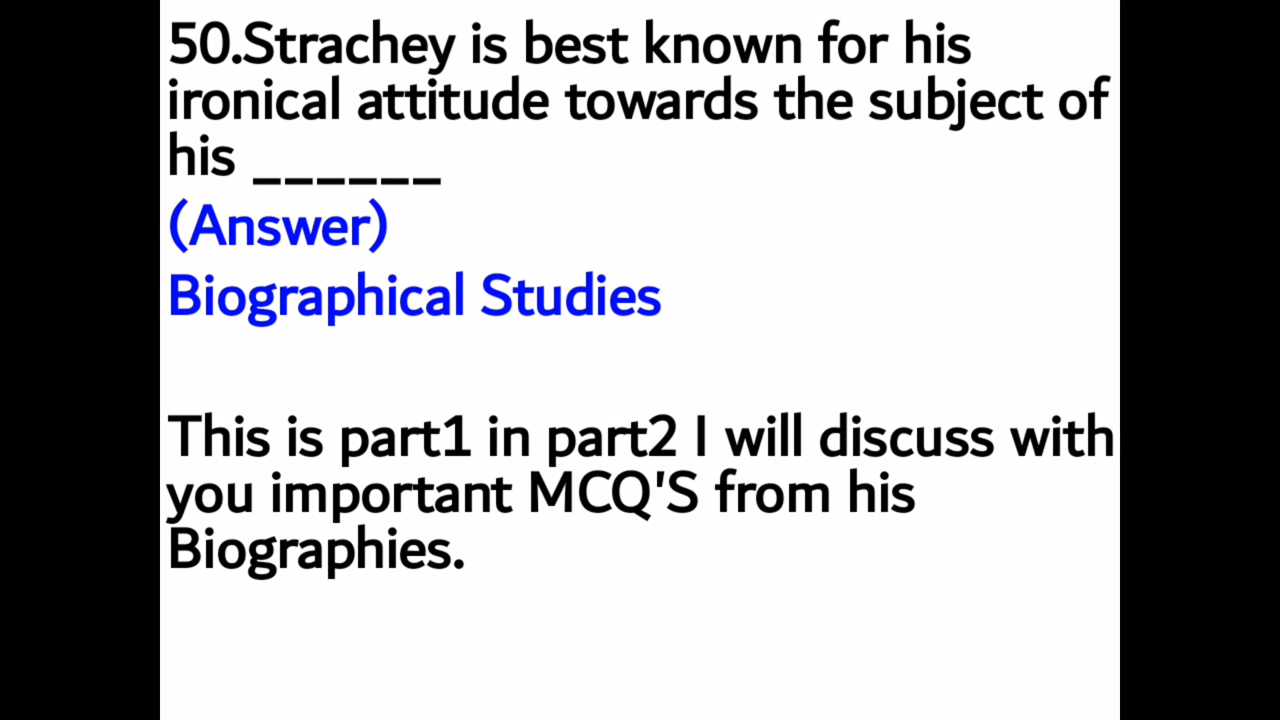 50.Strachey is best known for his
ironical attitude towards the subject of
his ______
(Answer)
Biographical Studies
This is part1 in part2 I will discuss with
you important MCQ'S from his
Biographies.